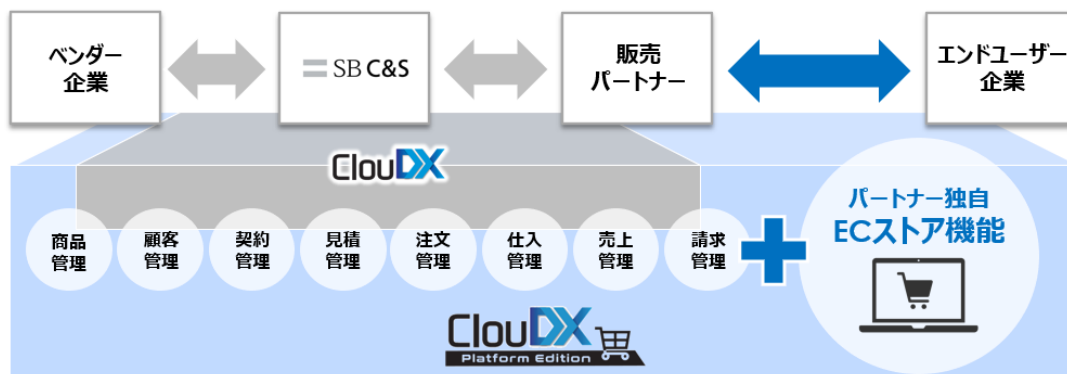 ベンダー
企業
SB C&S
販売
パートナー
エンドユーザー
企業
ClouDX
商品
管理
顧客
管理
契約
管理
見積
管理
注文
管理
仕入
管理
売上
管理
請求
管理
パートナー独自
ECストア機能
ClouDX
Platform Edition